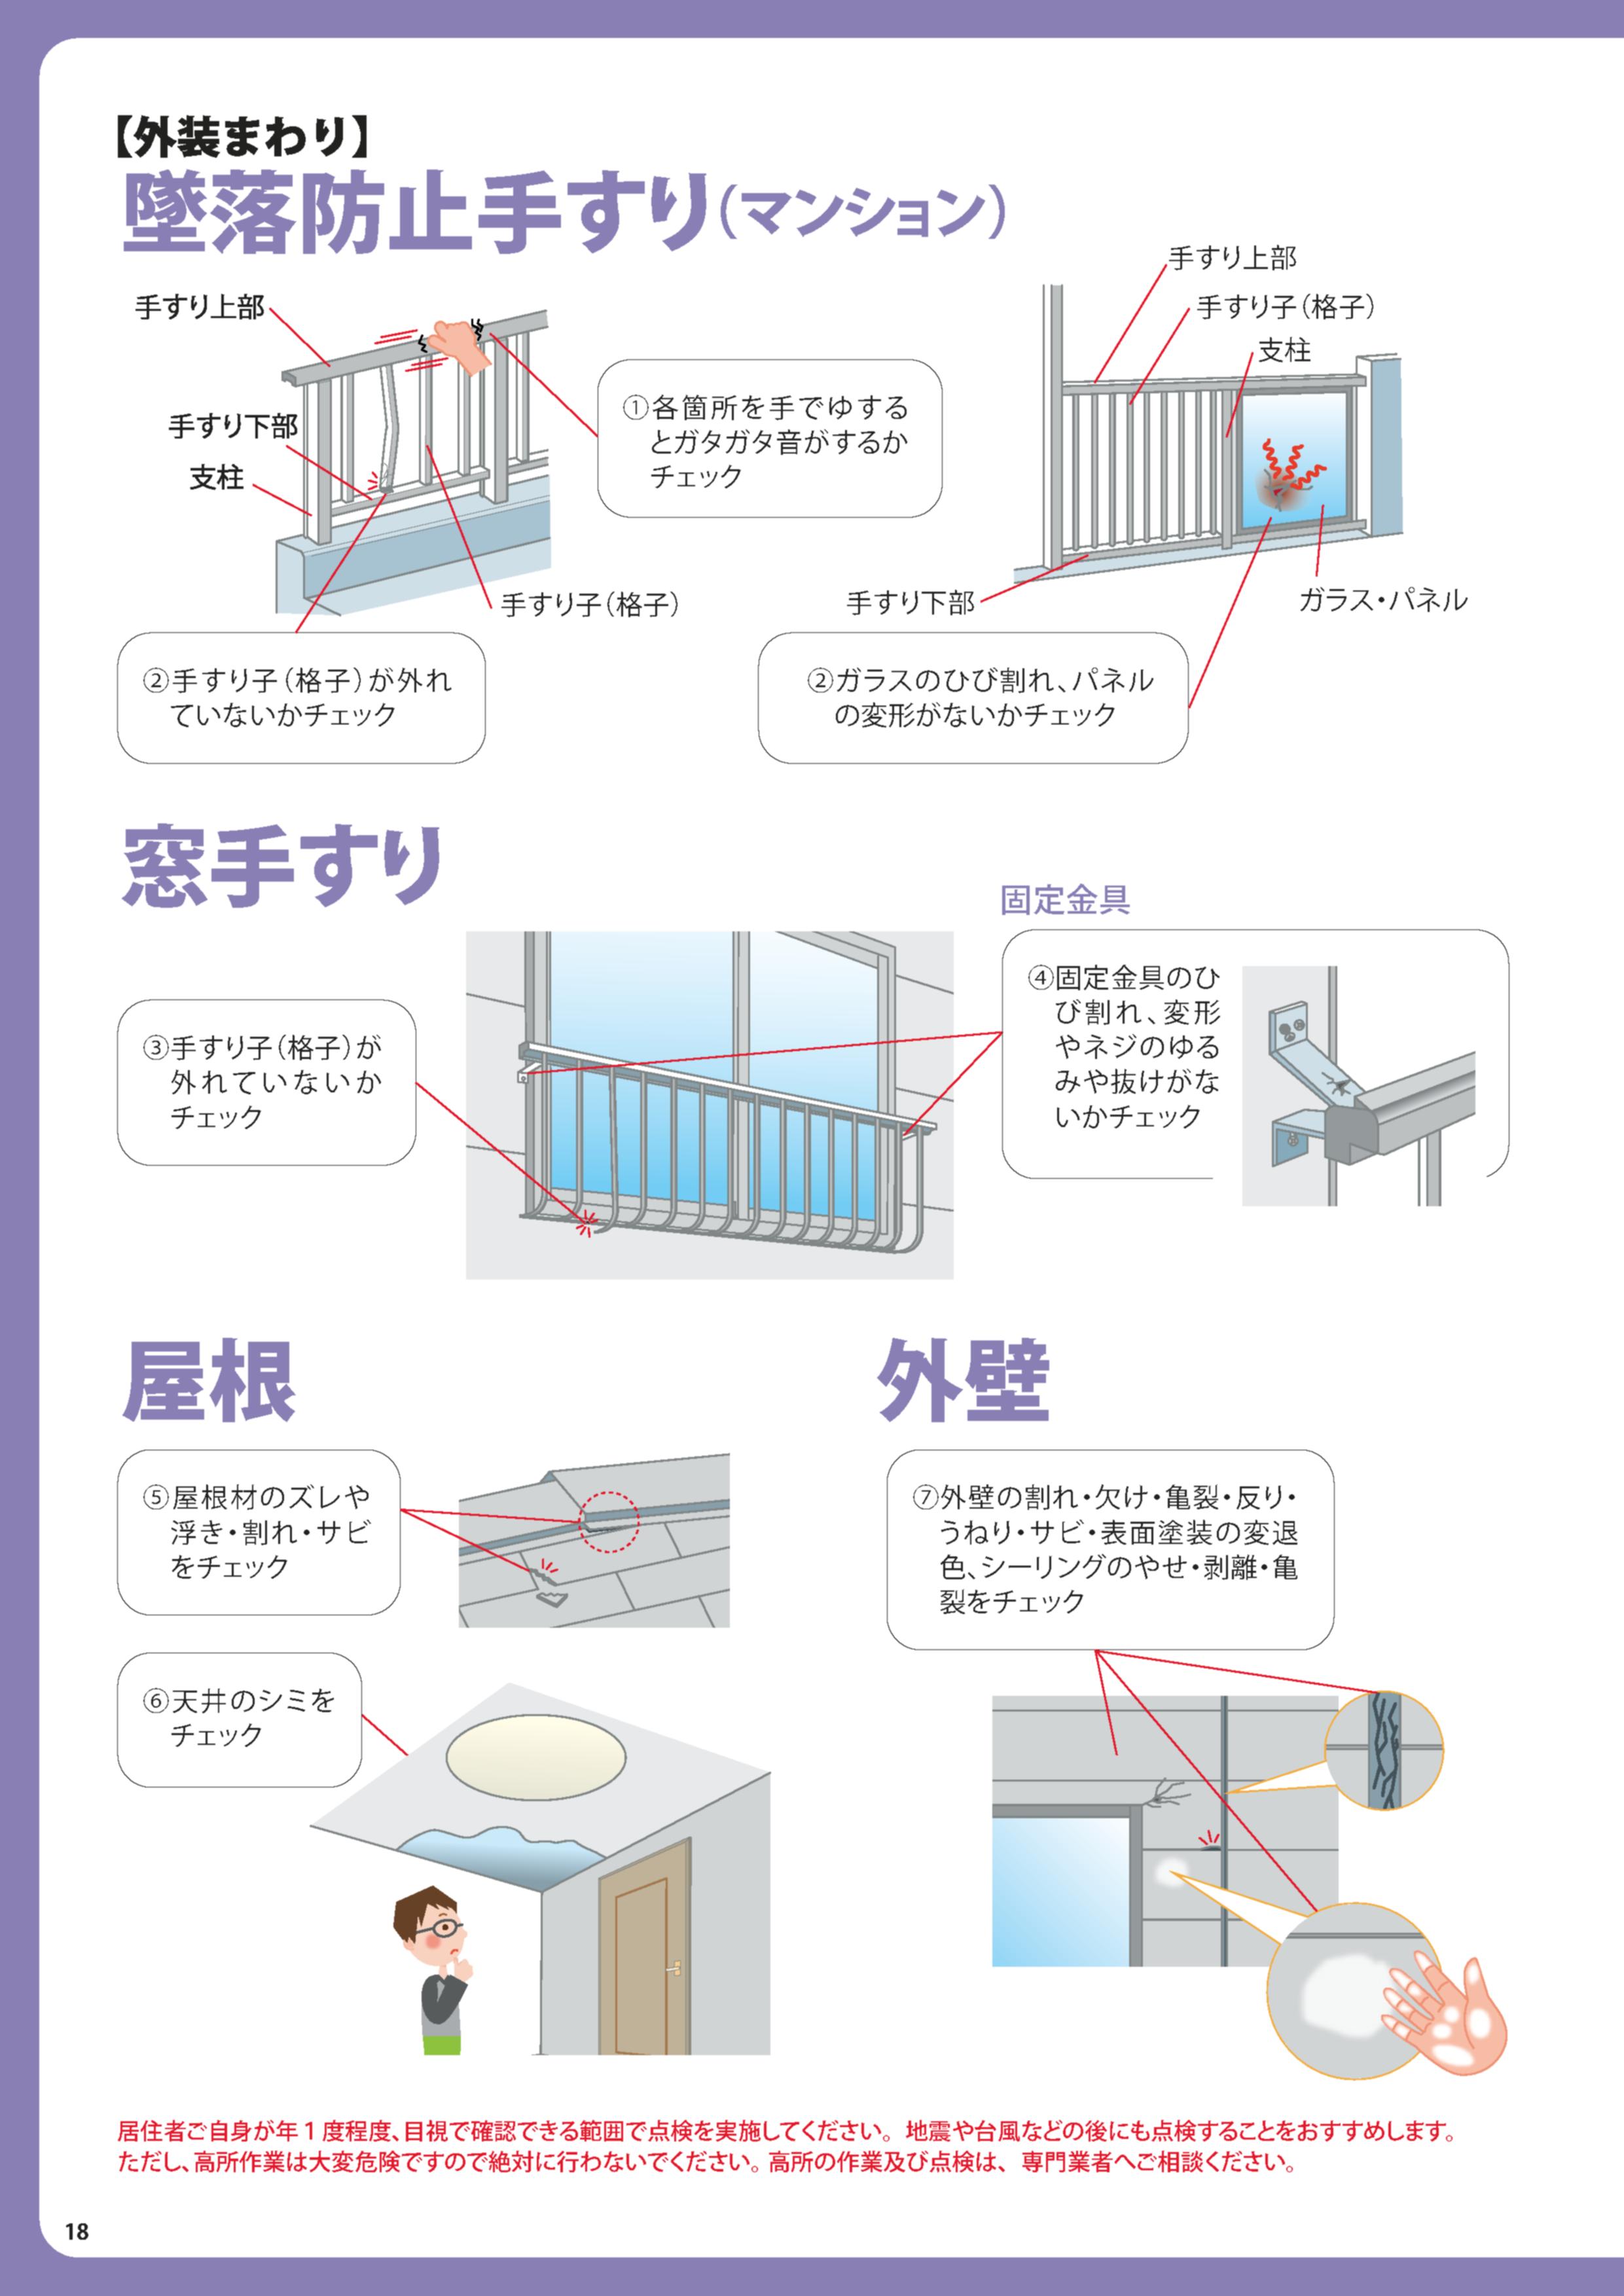 【外装まわり】
墜落防止手すり(マンション)
手すり上部
手すり下部
支柱
①各箇所を手でゆする
とガタガタ音がするか
チェック
手すり子(格子)
②手すり子(格子)が外れ
ていないかチェック
手すり上部
手すり子(格子)
支柱
手すり下部
ガラス・パネル
②ガラスのひび割れ、パネル
の変形がないかチェック
窓手すり
③手すり子(格子)が
外れていないか
チェック
固定金具
④固定金具のひ
び割れ、変形
やネジのゆる
みや抜けがな
いかチェック
屋根
⑤屋根材のズレや
浮き・割れ・サビ
をチェック
⑥天井のシミを
チェック
外壁
⑦外壁の割れ・欠け・亀裂・反り・
うねり・サビ・表面塗装の変退
色、シーリングのやせ・剥離・亀
裂をチェック
居住者ご自身が年1度程度、目視で確認できる範囲で点検を実施してください。地震や台風などの後にも点検することをおすすめします。
ただし、高所作業は大変危険ですので絶対に行わないでください。高所の作業及び点検は、専門業者へご相談ください。
18